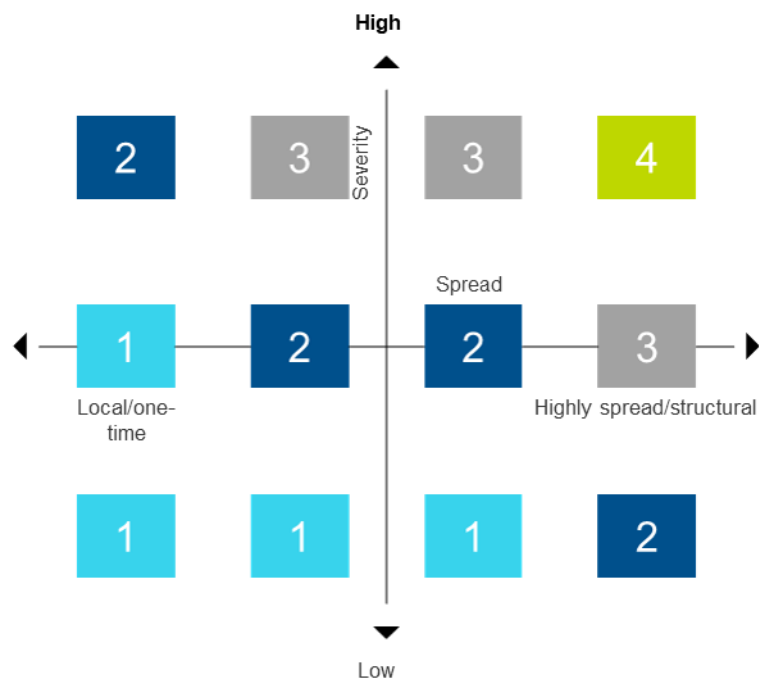 High
2
3
Severity
3
4
Spread
1
2
2
3
Local/one-
time
Highly spread/structural
1
1
1
2
Low